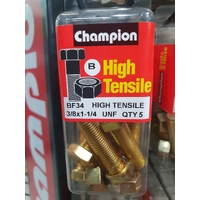 Champion
B
High
Tensile
BF34 HIGH TENSILE
3/8x1-1/4 UNF QTY 5